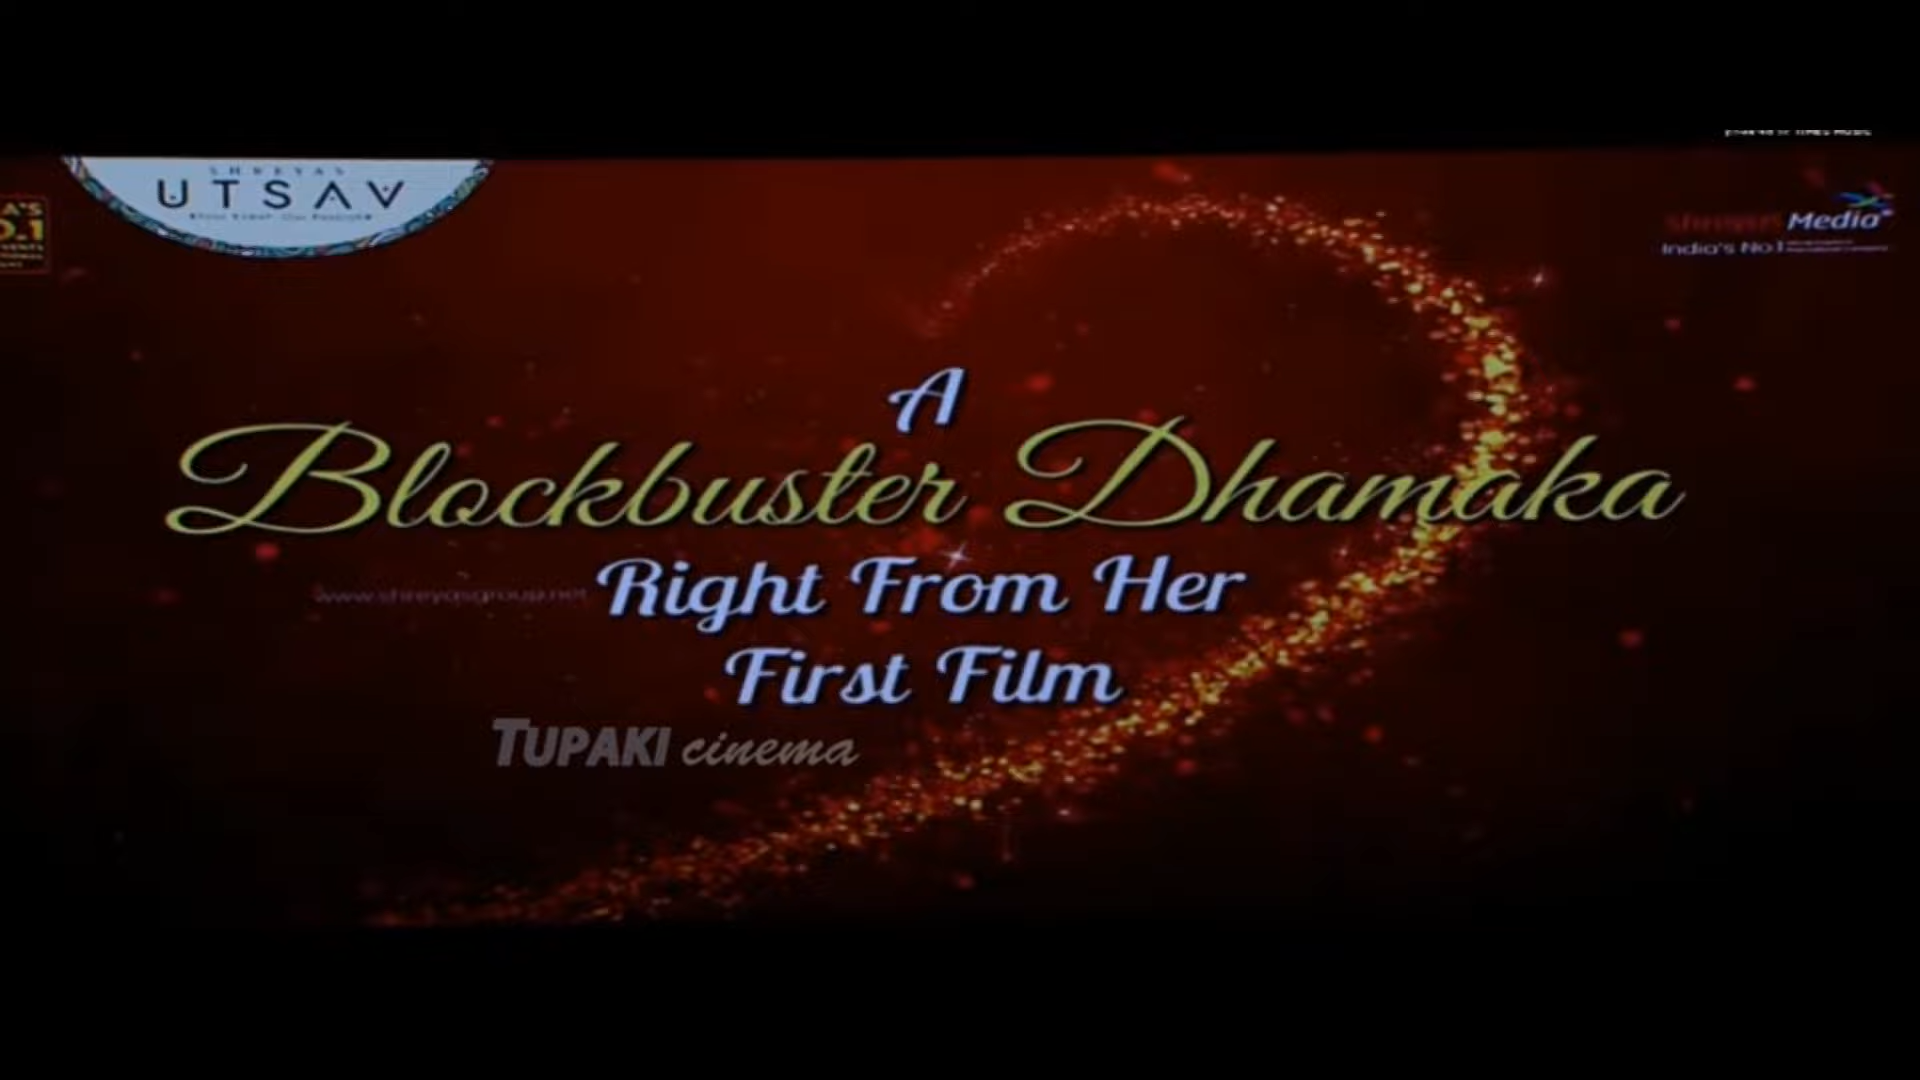 SHREYAS
UTSAV
A'S
O.1
shreyas Media
India's No.1
A
Blockbuster Dhamaka
Right From Her
First Film
www.shreyasgroup.net
TUPAKI cinema